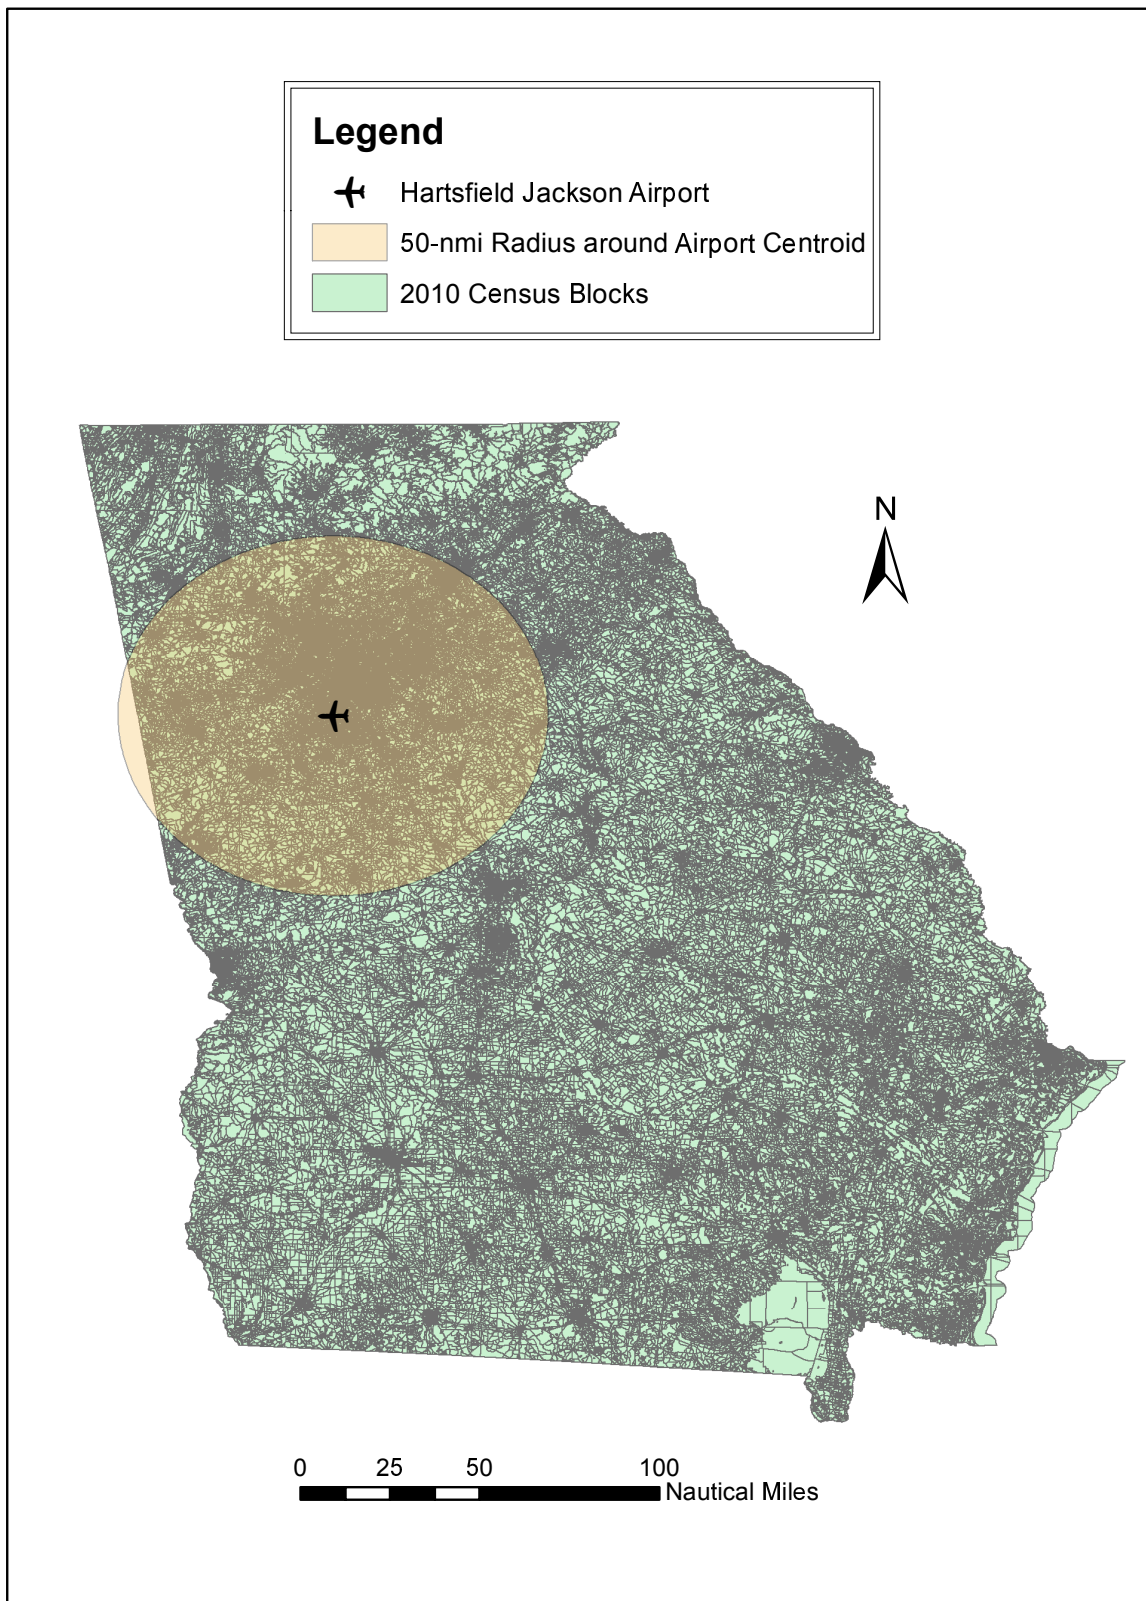 Legend
Hartsfield Jackson Airport
50-nmi Radius around Airport Centroid
2010 Census Blocks
N
0 25 50 100
Nautical Miles